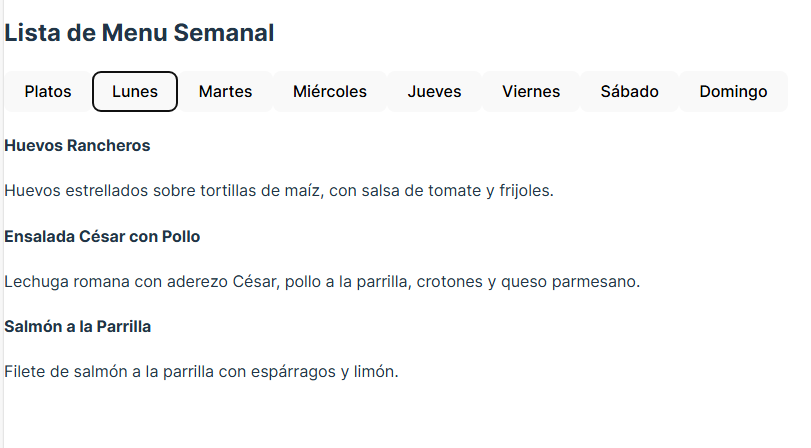 Lista de Menu Semanal
Platos Lunes Martes Miércoles Jueves Viernes Sábado Domingo
Huevos Rancheros
Huevos estrellados sobre tortillas de maíz, con salsa de tomate y frijoles.
Ensalada César con Pollo
Lechuga romana con aderezo César, pollo a la parrilla, crotones y queso parmesano.
Salmón a la Parrilla
Filete de salmón a la parrilla con espárragos y limón.